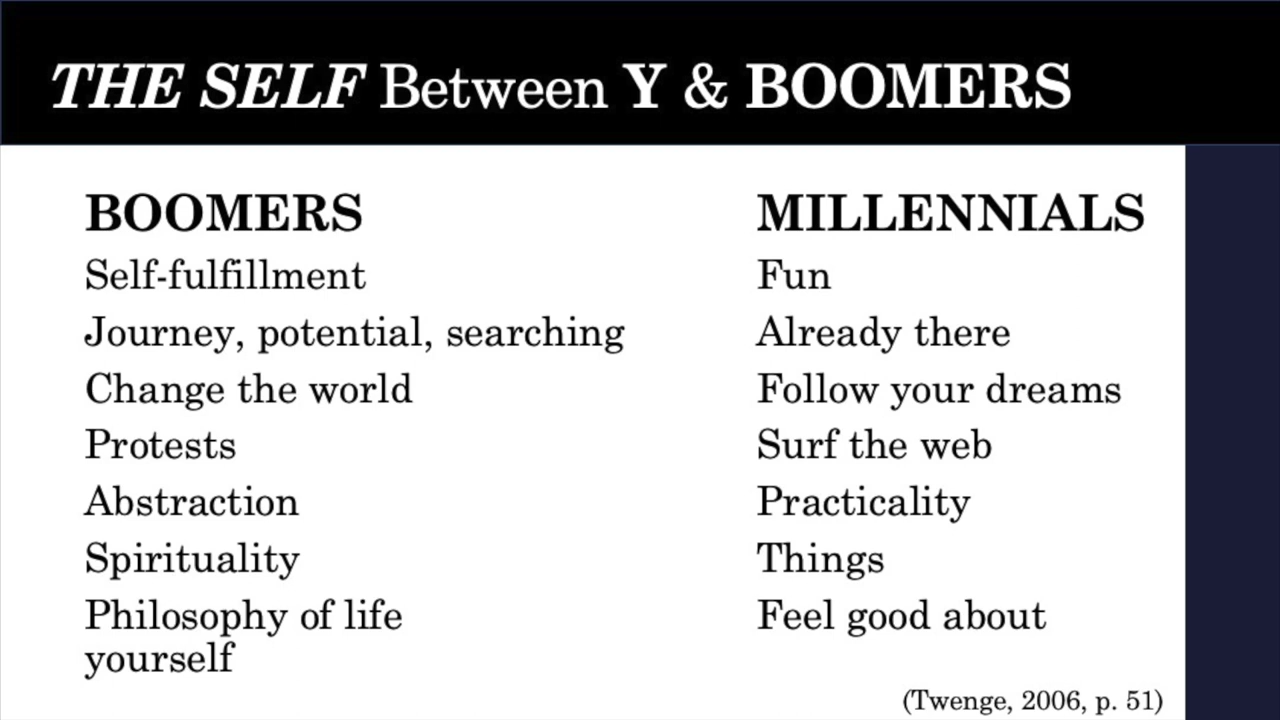 THE SELF Between Y & BOOMERS
BOOMERS MILLENNIALS
Self-fulfillment Fun
Journey, potential, searching Already there
Change the world Follow your dreams
Protests Surf the web
Abstraction Practicality
Spirituality Things
Philosophy of life Feel good about
yourself
(Twenge, 2006, p. 51)